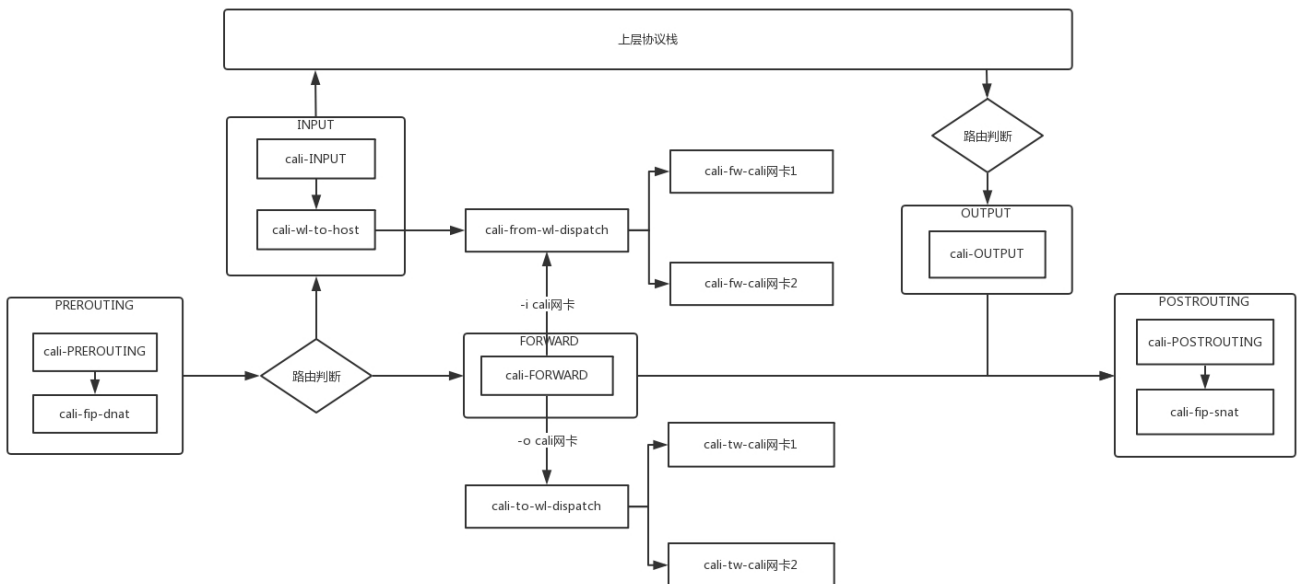 上层协议栈
INPUT
cali-INPUT
cali-wl-to-host
路由判断
OUTPUT
cali-OUTPUT
cali-from-wl-dispatch
cali-fw-cali网卡1
cali-fw-cali网卡2
-i cali网卡
PREROUTING
cali-PREROUTING
cali-fip-dnat
路由判断
FORWARD
cali-FORWARD
-o cali网卡
cali-to-wl-dispatch
cali-tw-cali网卡1
cali-tw-cali网卡2
POSTROUTING
cali-POSTROUTING
cali-fip-snat